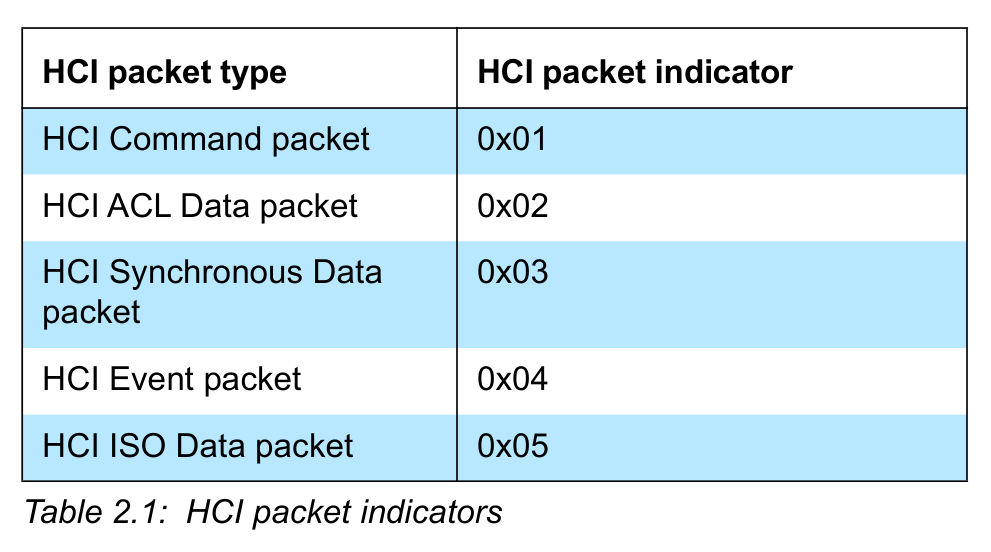 HCI packet type HCI packet indicator
HCI Command packet 0x01
HCI ACL Data packet 0x02
HCI Synchronous Data 0x03
packet
HCI Event packet 0x04
HCI ISO Data packet 0x05
Table 2.1: HCI packet indicators